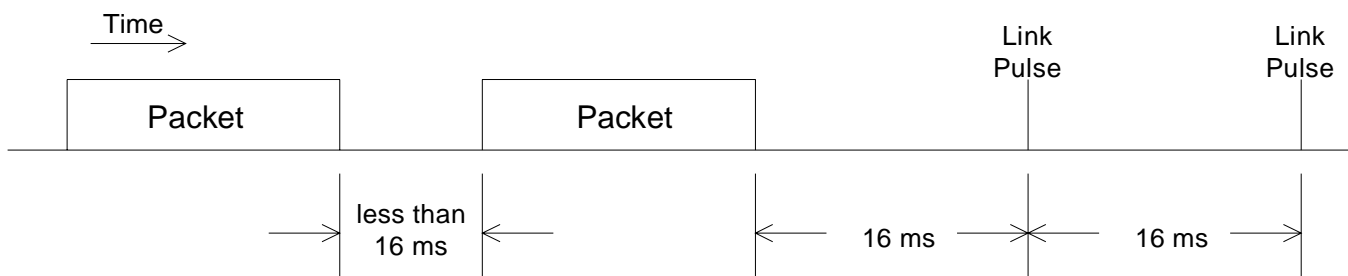 Time
Link
Pulse
Link
Pulse
Packet
Packet
less than
16 ms
16 ms
16 ms